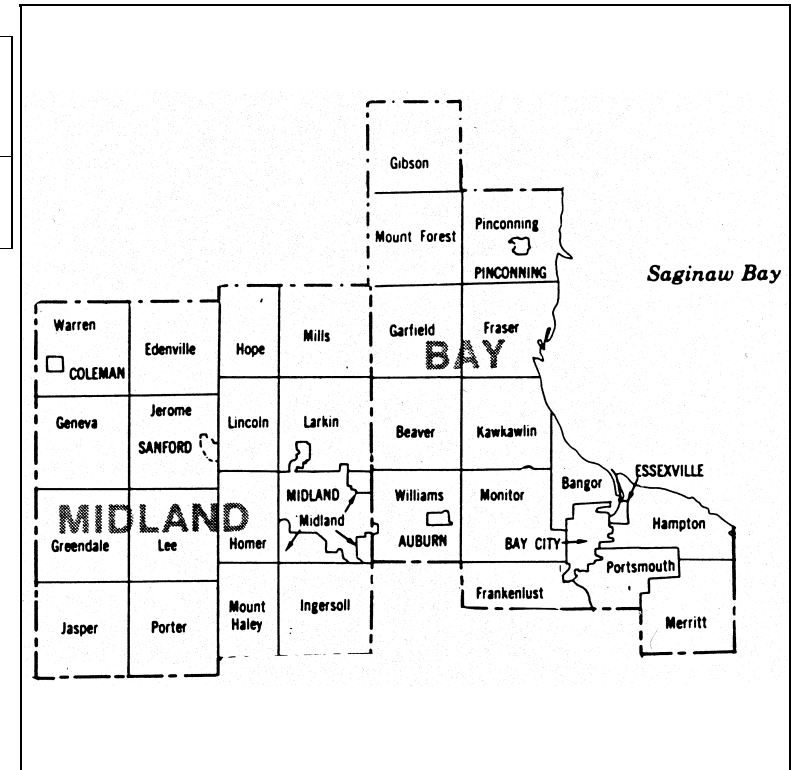 Gibson
Mount Forest
Pinconning
PINCONNING
Saginaw Bay
Warren
COLEMAN
Edenville
Hope
Mills
Garfield
Fraser
BAY
Geneva
Jerome
SANFORD
Lincoln
Larkin
Beaver
Kawkawlin
MIDLAND
Midland
Williams
AUBURN
Monitor
Bangor
ESSEXVILLE
BAY CITY
Hampton
MIDLAND
Greendale
Lee
Homer
Portsmouth
Frankenlust
Jasper
Porter
Mount
Haley
Ingersoll
Merritt